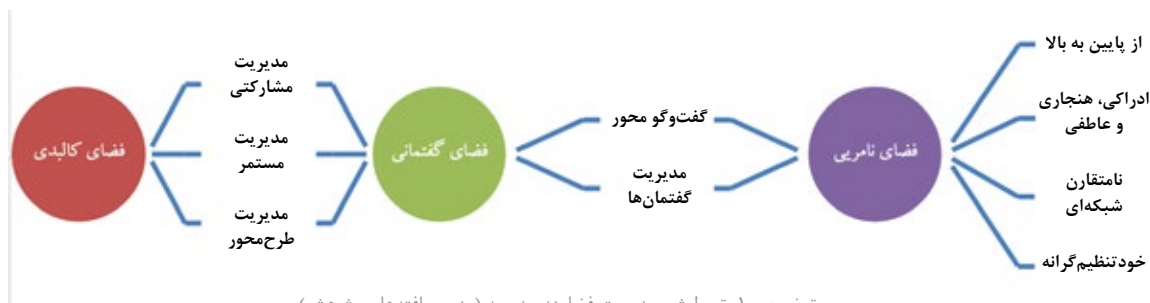 از پایین به بالا
ادراکی، هنجاری
و عاطفی
نامتقارن
شبکه‌ای
خودتنظیم‌گرانه
فضای نامریی
گفت‌وگو محور
مدیریت
گفتمان‌ها
فضای گفتمانی
مدیریت
مشارکتی
مدیریت
مستمر
مدیریت
طرح‌محور
فضای کالبدی